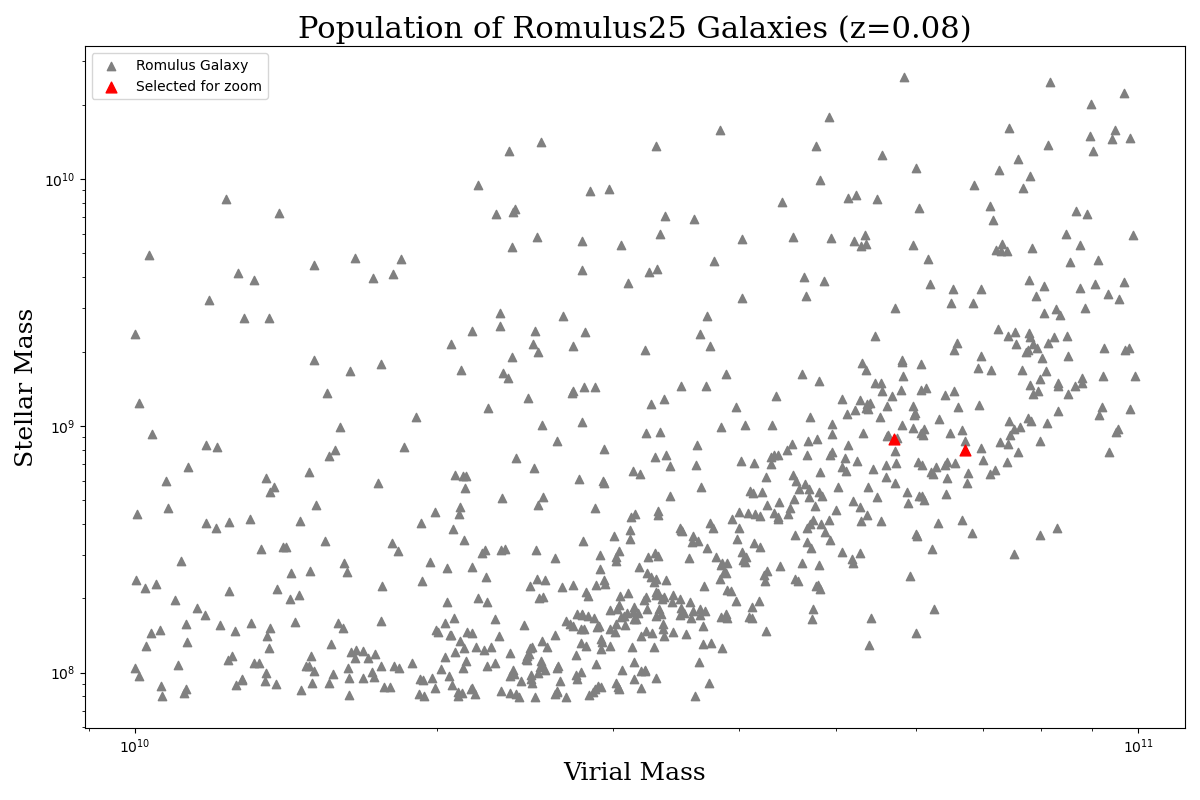 Population of Romulus25 Galaxies (z=0.08)
Romulus Galaxy
Selected for zoom
Stellar Mass
10¹⁰
10⁹
10⁸
10¹⁰
10¹¹
Virial Mass